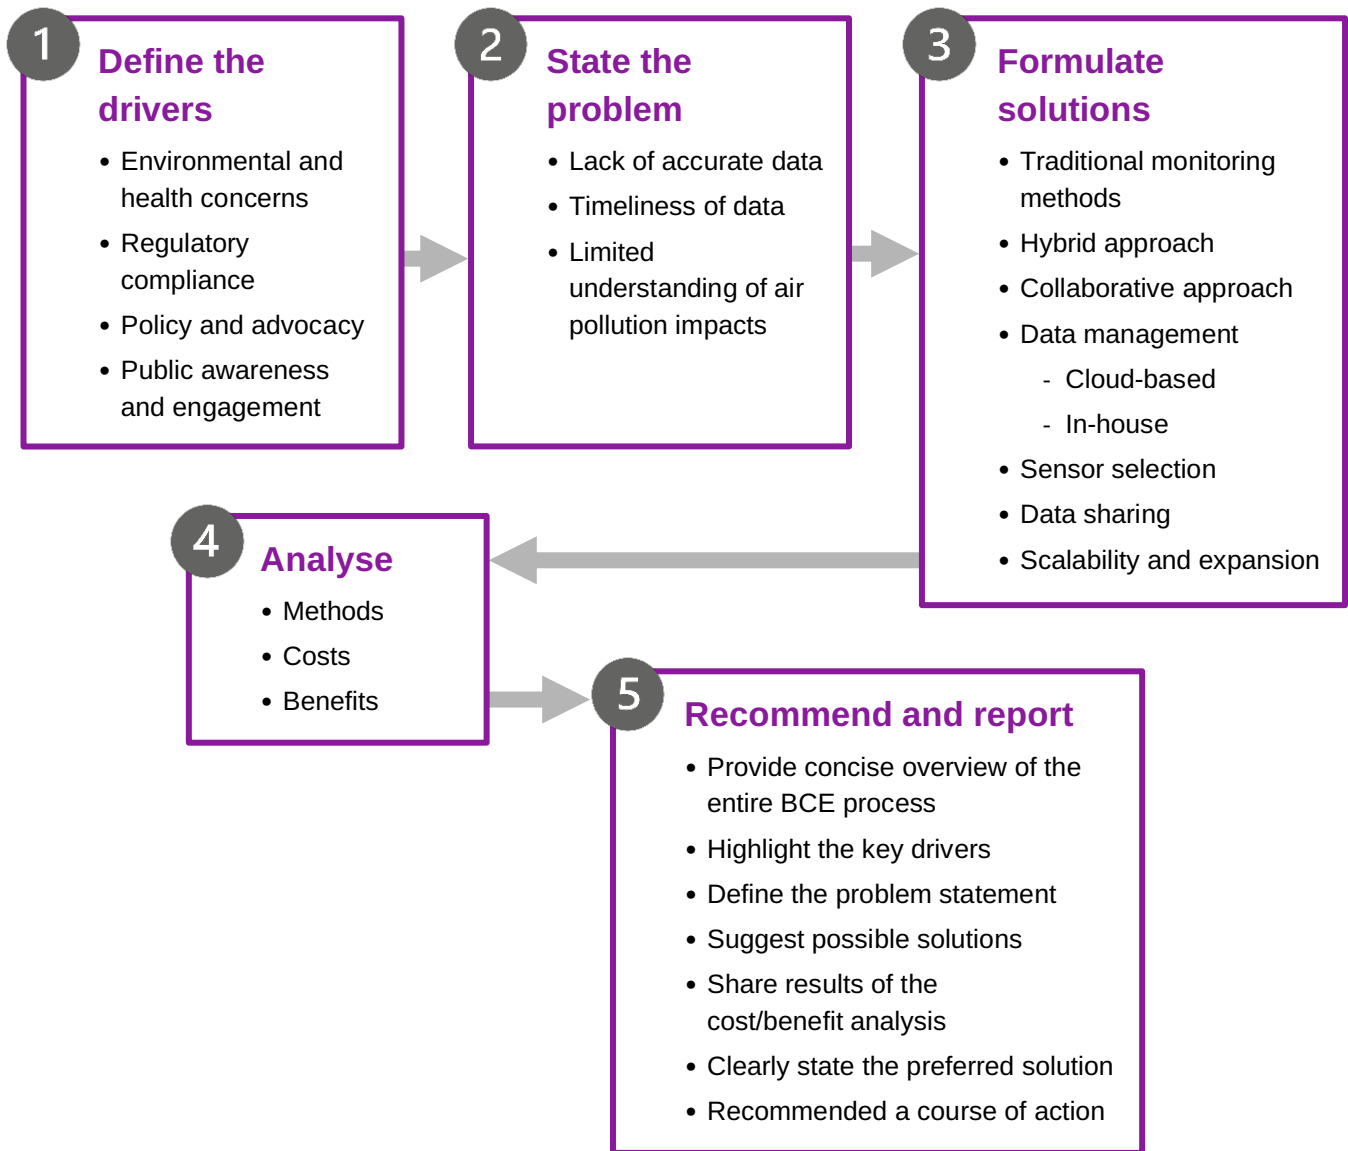 1
Define the
drivers
• Environmental and
health concerns
• Regulatory
compliance
• Policy and advocacy
• Public awareness
and engagement
2
State the
problem
• Lack of accurate data
• Timeliness of data
• Limited
understanding of air
pollution impacts
3
Formulate
solutions
• Traditional monitoring
methods
• Hybrid approach
• Collaborative approach
• Data management
- Cloud-based
- In-house
• Sensor selection
• Data sharing
• Scalability and expansion
4
Analyse
• Methods
• Costs
• Benefits
5
Recommend and report
• Provide concise overview of the
entire BCE process
• Highlight the key drivers
• Define the problem statement
• Suggest possible solutions
• Share results of the
cost/benefit analysis
• Clearly state the preferred solution
• Recommended a course of action